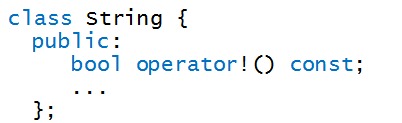 class String {
public:
bool operator!() const;
...
};